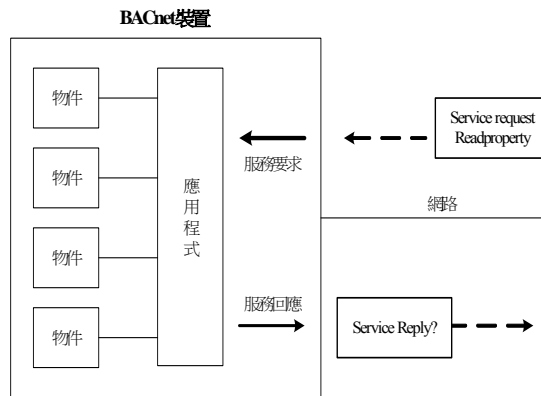 BACnet裝置
物件
物件
物件
物件
應用程式
服務要求
服務回應
Service request
Readproperty
網路
Service Reply?